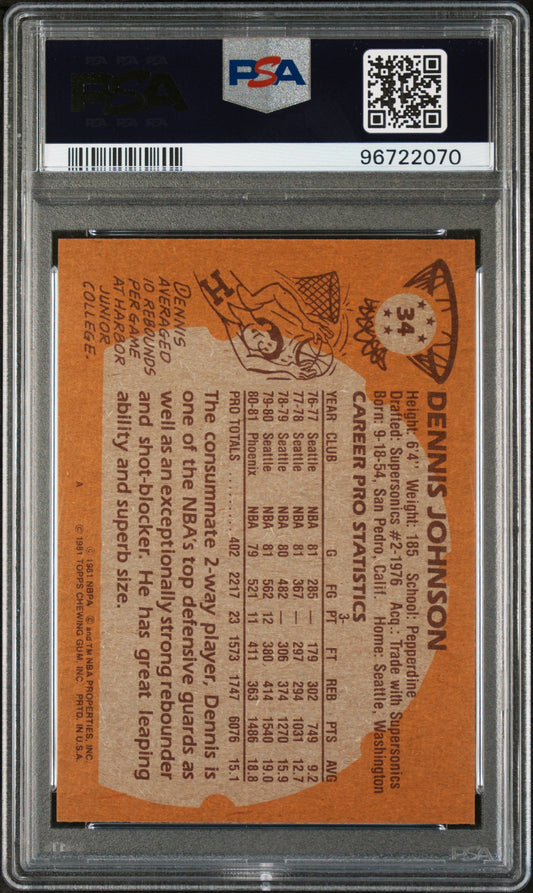 PSA
PSA
96722070
34
DENNIS JOHNSON
Height: 6'4" Weight: 185 School: Pepperdine
Drafted: Supersonics #2-1976 Acq.: Trade with Supersonics
Born: 9-18-54, San Pedro, Calif. Home: Seattle, Washington
CAREER PRO STATISTICS
3-
YEAR CLUB G FG PT FT REB PTS AVG
76-77 Seattle NBA 81 285 — 179 302 749 9.2
77-78 Seattle NBA 81 367 — 297 294 1031 12.7
78-79 Seattle NBA 80 482 — 306 374 1270 15.9
79-80 Seattle NBA 81 562 12 380 414 1540 19.0
80-81 Phoenix NBA 79 521 11 411 363 1486 18.8
PRO TOTALS ........ 402 2217 23 1573 1747 6076 15.1
H
DENNIS
AVERAGED
10 REBOUNDS
PER GAME
AT HARBOR
JUNIOR
COLLEGE.
The consummate 2-way player, Dennis is
one of the NBA's top defensive guards as
well as an exceptionally strong rebounder
and shot-blocker. He has great leaping
ability and superb size.
A
© 1981 NBPA © and TM NBA PROPERTIES, INC.
© 1981 TOPPS CHEWING GUM, INC. PRTD. IN U.S.A.
PSA